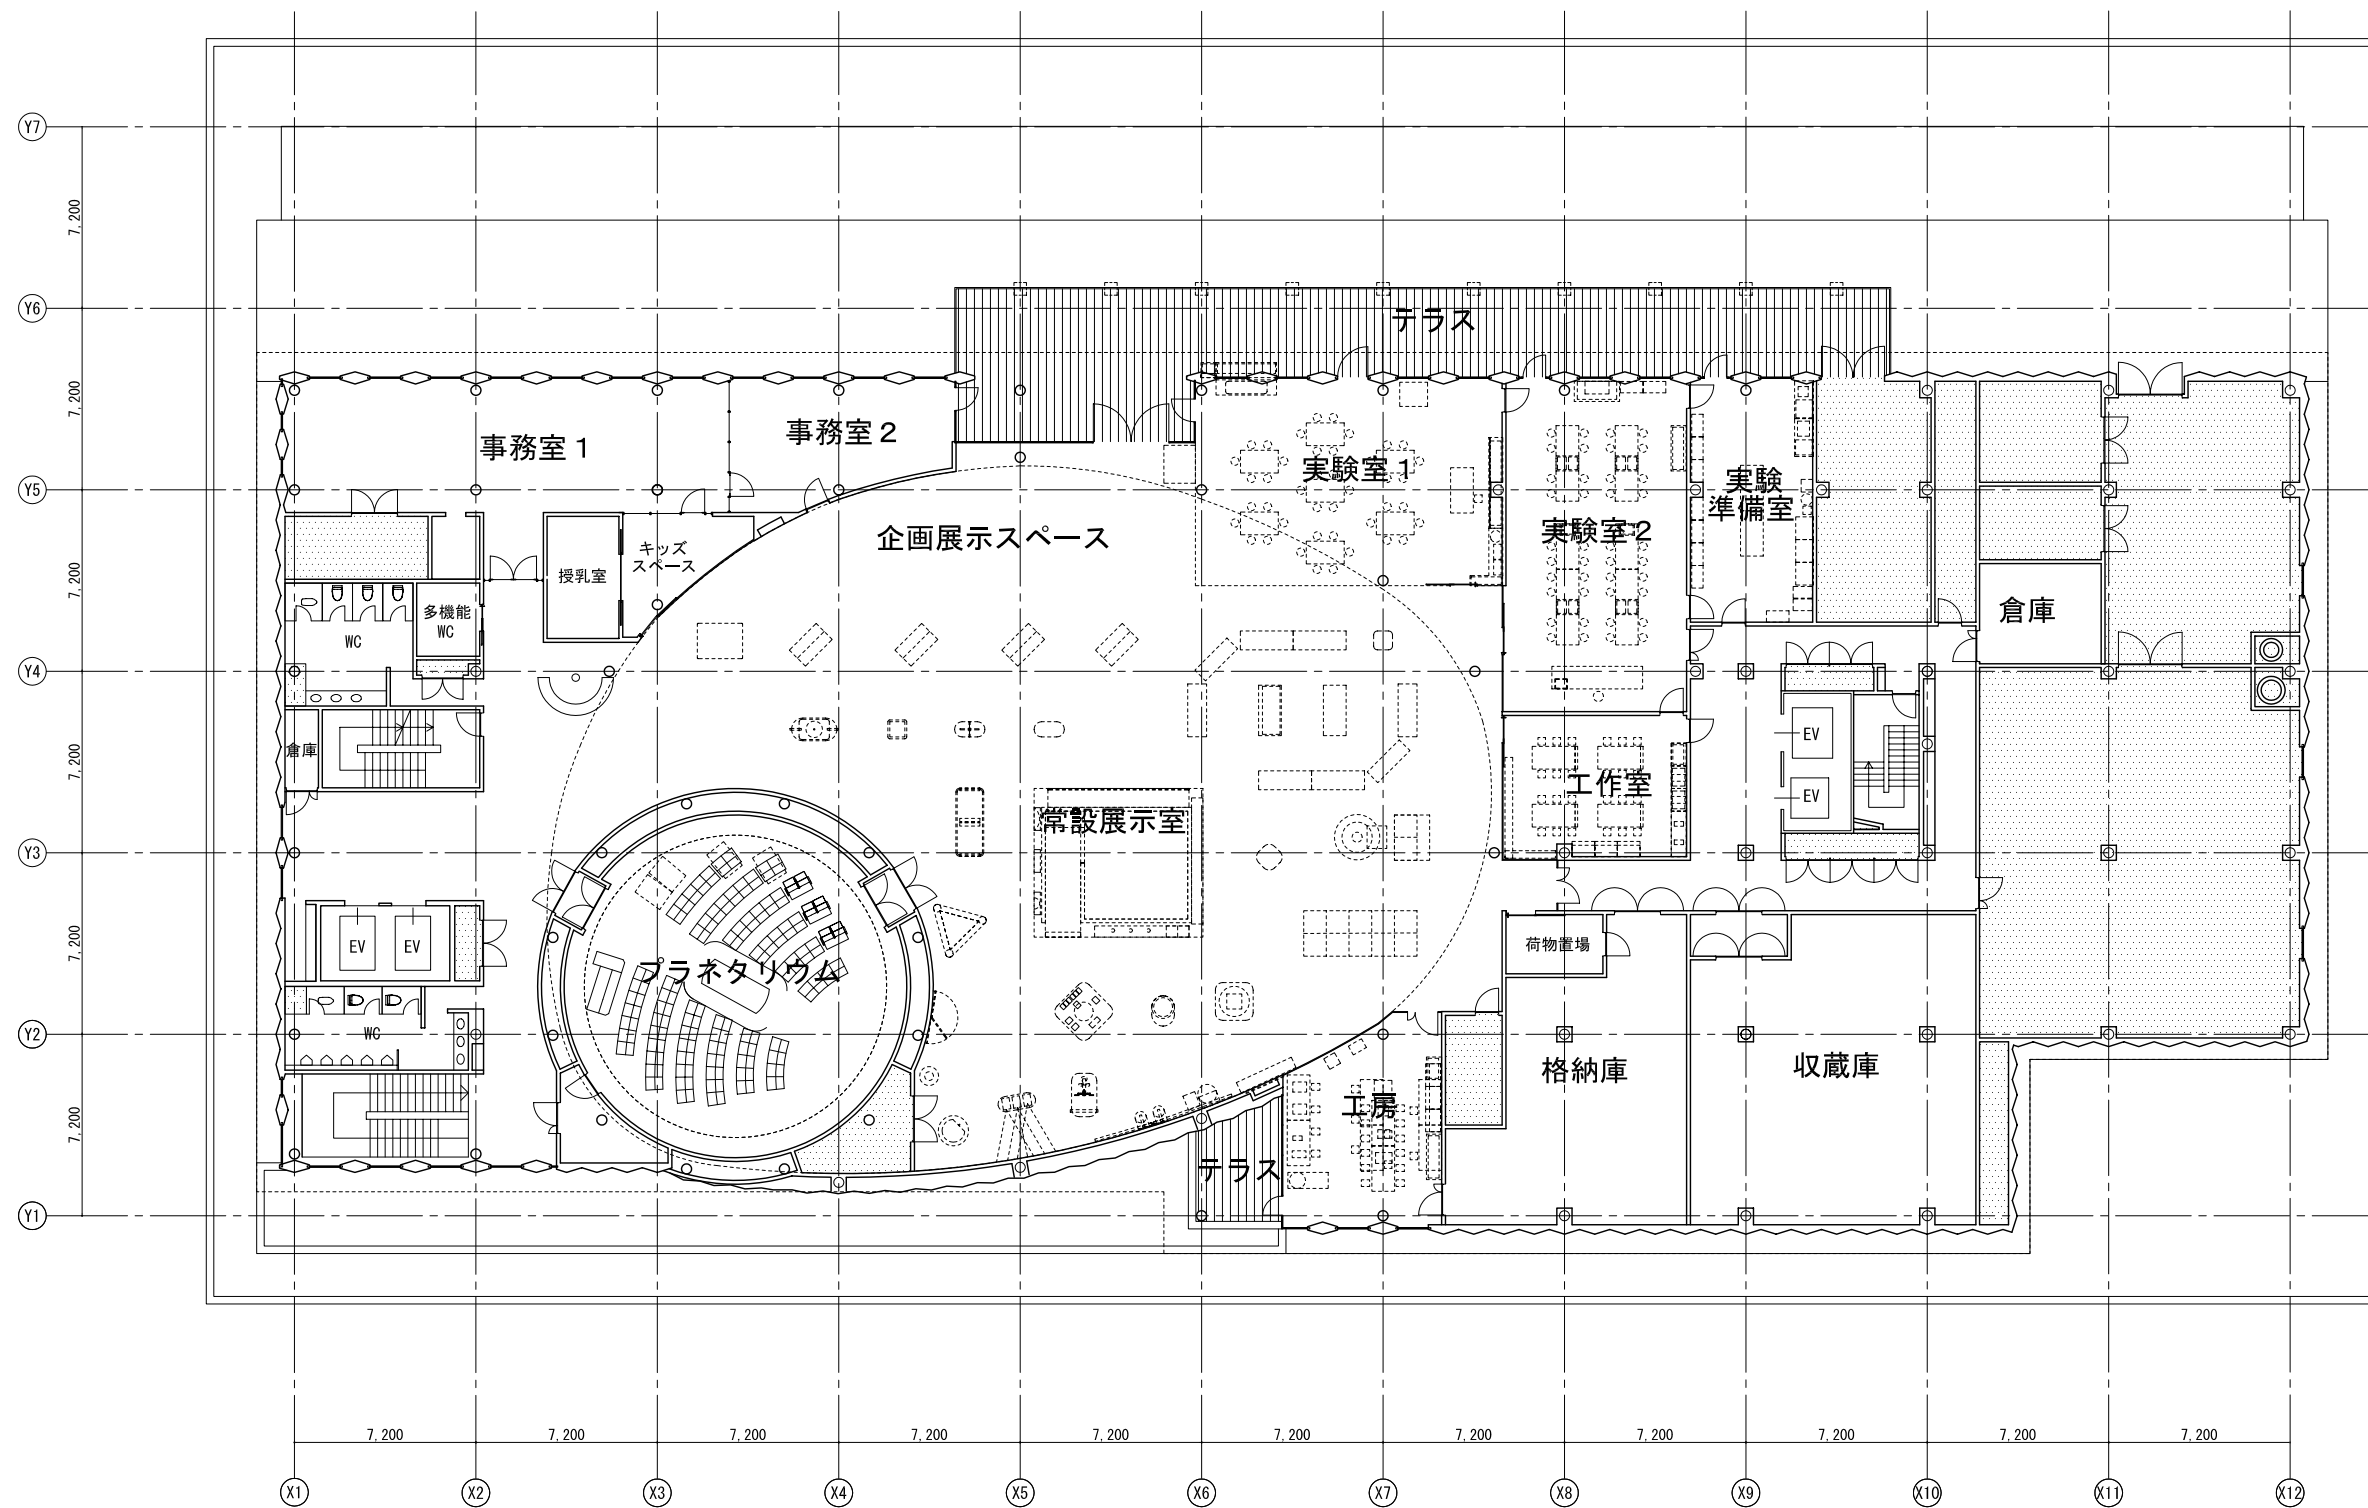 Y7
7,200
Y6
テラス
7,200
事務室1
事務室2
Y5
実験室1
実験
準備室
企画展示スペース
実験室2
7,200
キッズ
スペース
授乳室
多機能
WC
WC
倉庫
Y4
7,200
倉庫
EV
EV
工作室
常設展示室
Y3
7,200
EV
EV
荷物置場
プラネタリウム
WC
Y2
格納庫
収蔵庫
工房
7,200
テラス
Y1
7,200
7,200
7,200
7,200
7,200
7,200
7,200
7,200
7,200
7,200
7,200
X1
X2
X3
X4
X5
X6
X7
X8
X9
X10
X11
X12